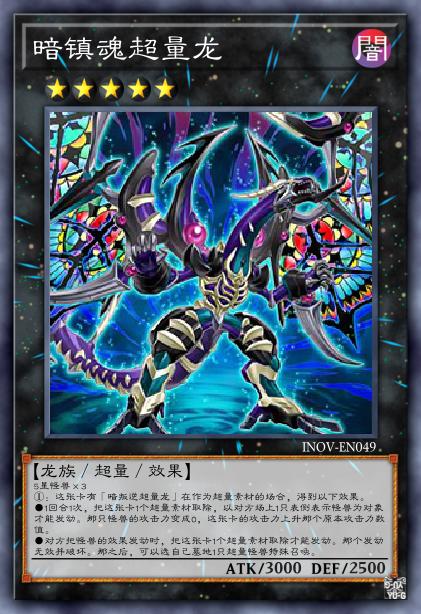 暗镇魂超量龙
闇
INOV-EN049
【龙族／超量／效果】
5星怪兽×3
①：这张卡有「暗叛逆超量龙」在作为超量素材的场合，得到以下效果。
●1回合1次，把这张卡1个超量素材取除，以对方场上1只表侧表示怪兽为对象
才能发动。那只怪兽的攻击力变成0，这张卡的攻击力上升那个原本攻击力数
值。
●对方把怪兽的效果发动时，把这张卡1个超量素材取除才能发动。那个发动
无效并破坏。那之后，可以选自己墓地1只超量怪兽特殊召唤。
ATK/3000 DEF/2500